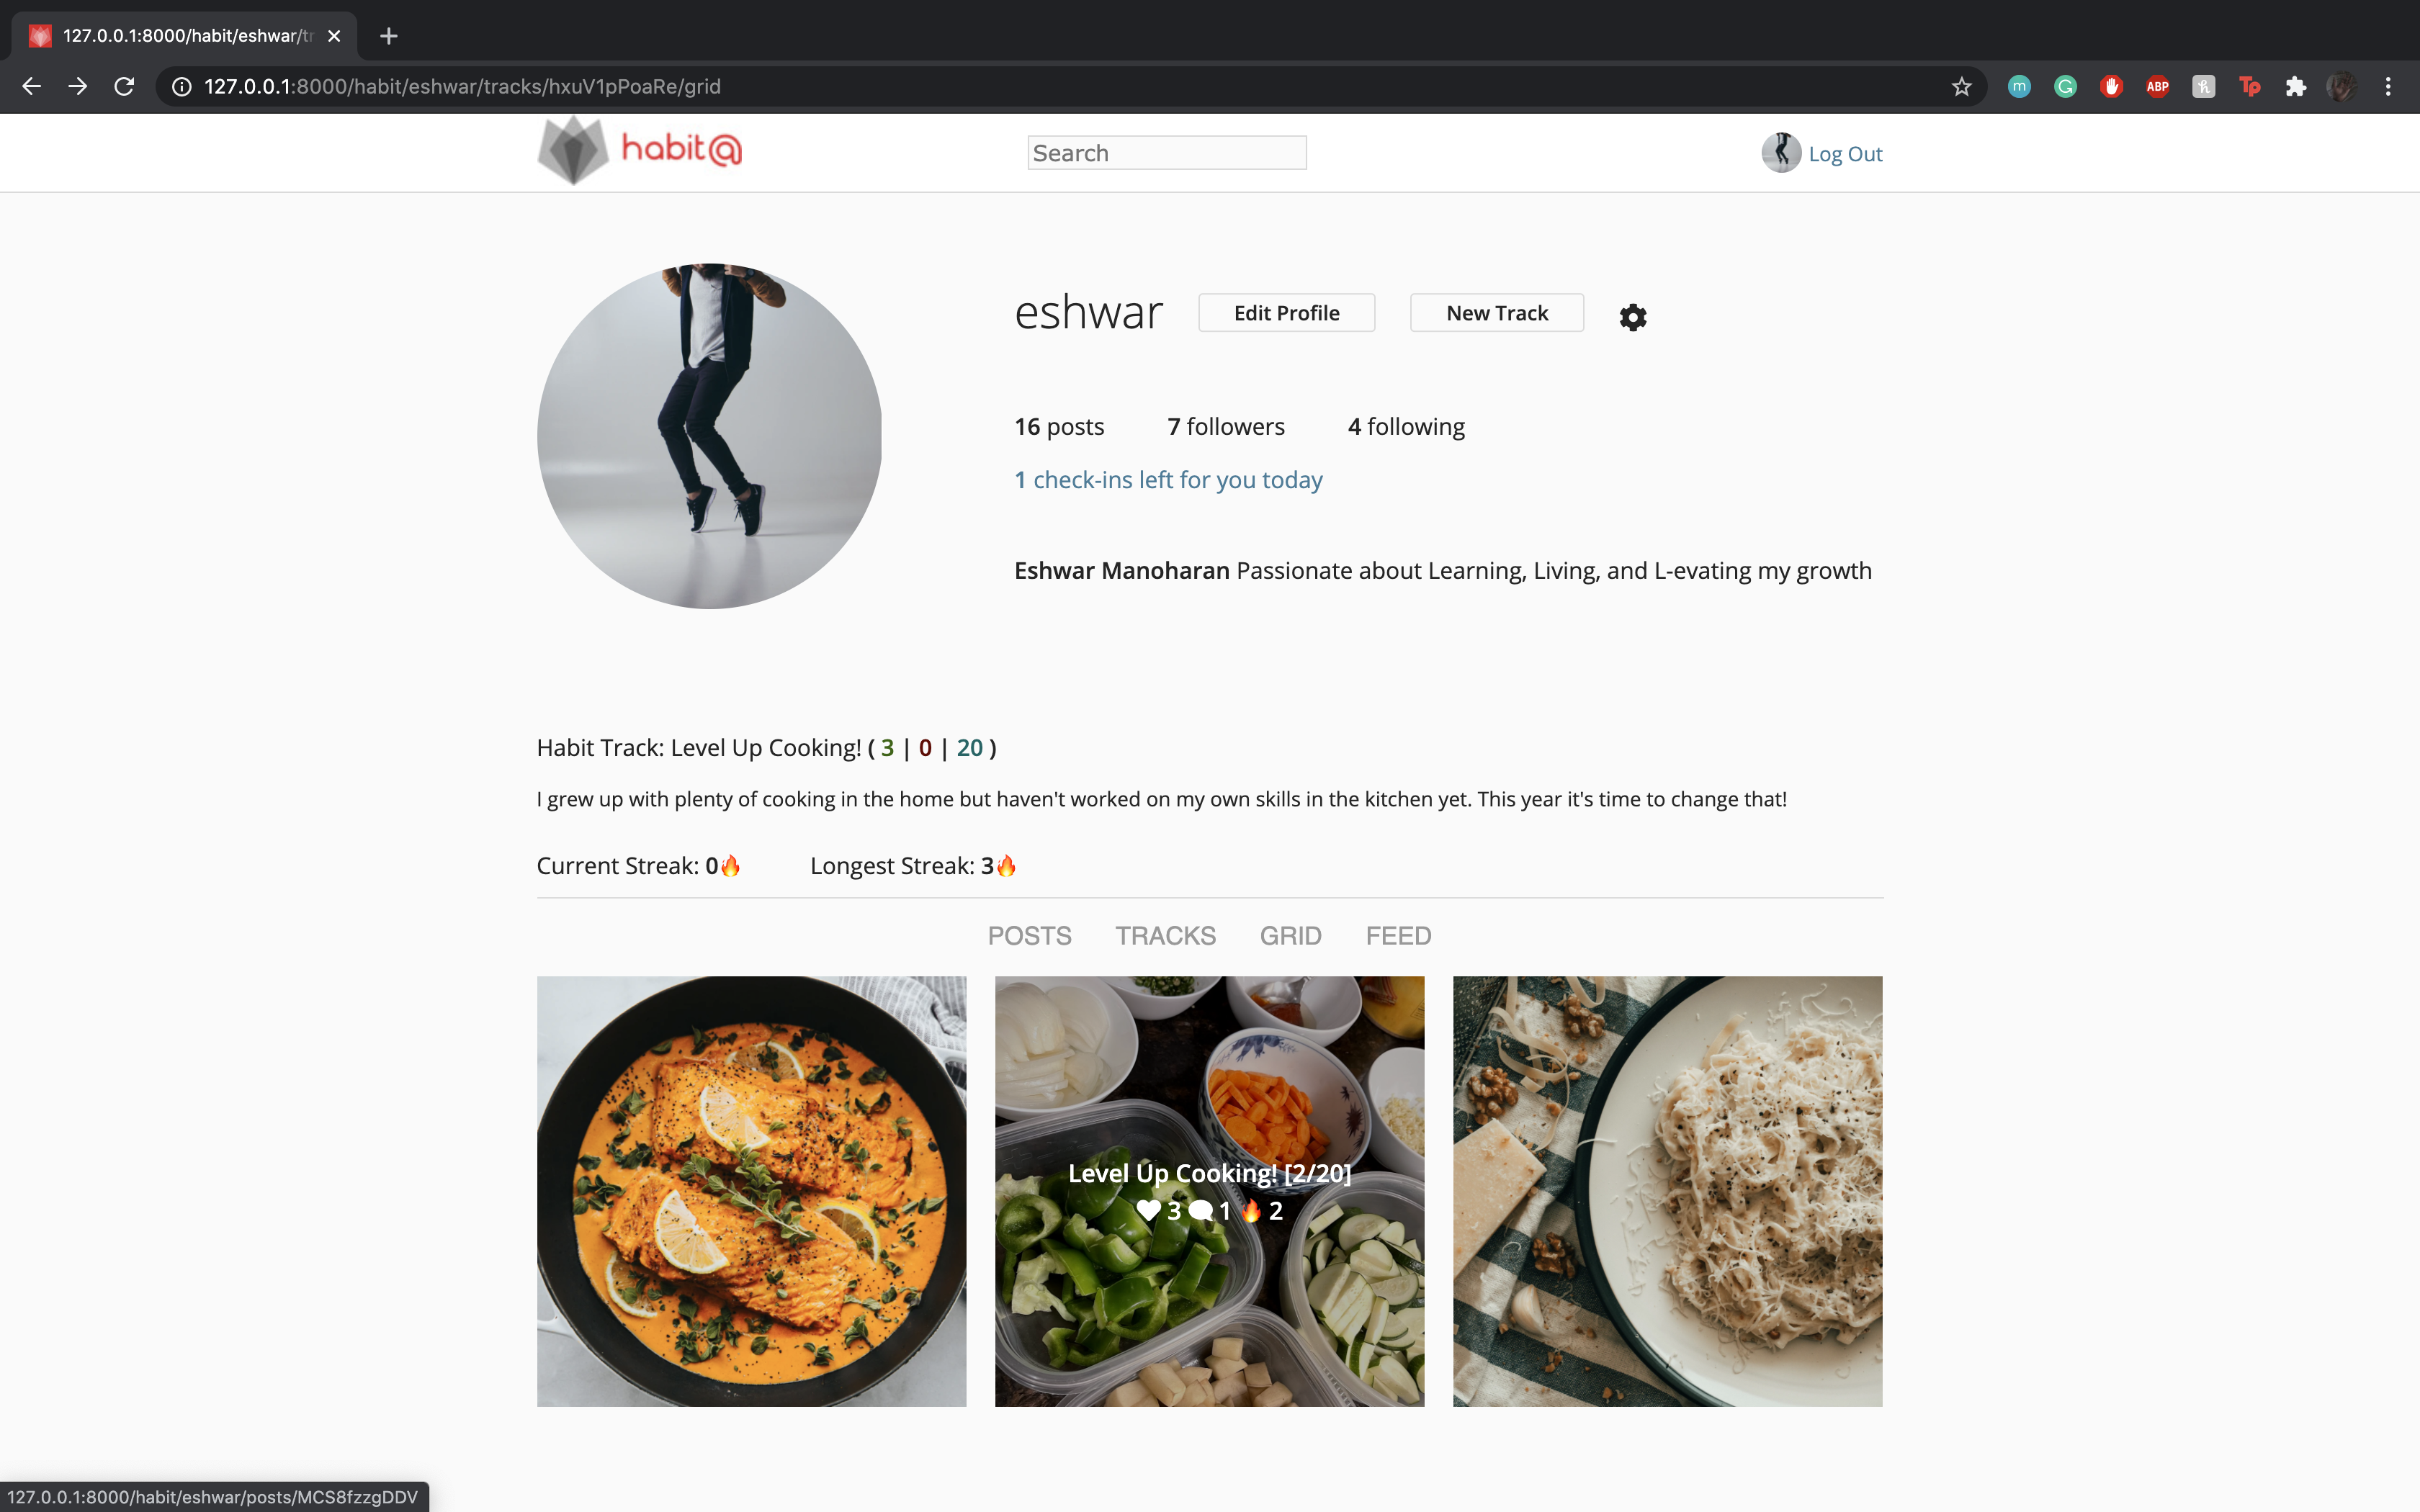 127.0.0.1:8000/habit/eshwar/tr
127.0.0.1:8000/habit/eshwar/tracks/hxuV1pPoaRe/grid
m
ABP
Tp
habit@
Search
Log Out
eshwar
Edit Profile
New Track
16 posts 7 followers 4 following
1 check-ins left for you today
Eshwar Manoharan Passionate about Learning, Living, and L-evating my growth
Habit Track: Level Up Cooking! ( 3 | 0 | 20 )
I grew up with plenty of cooking in the home but haven't worked on my own skills in the kitchen yet. This year it's time to change that!
Current Streak: 0🔥 Longest Streak: 3🔥
POSTS TRACKS GRID FEED
Level Up Cooking! [2/20]
3 1 🔥 2
127.0.0.1:8000/habit/eshwar/posts/MCS8fzzgDDV